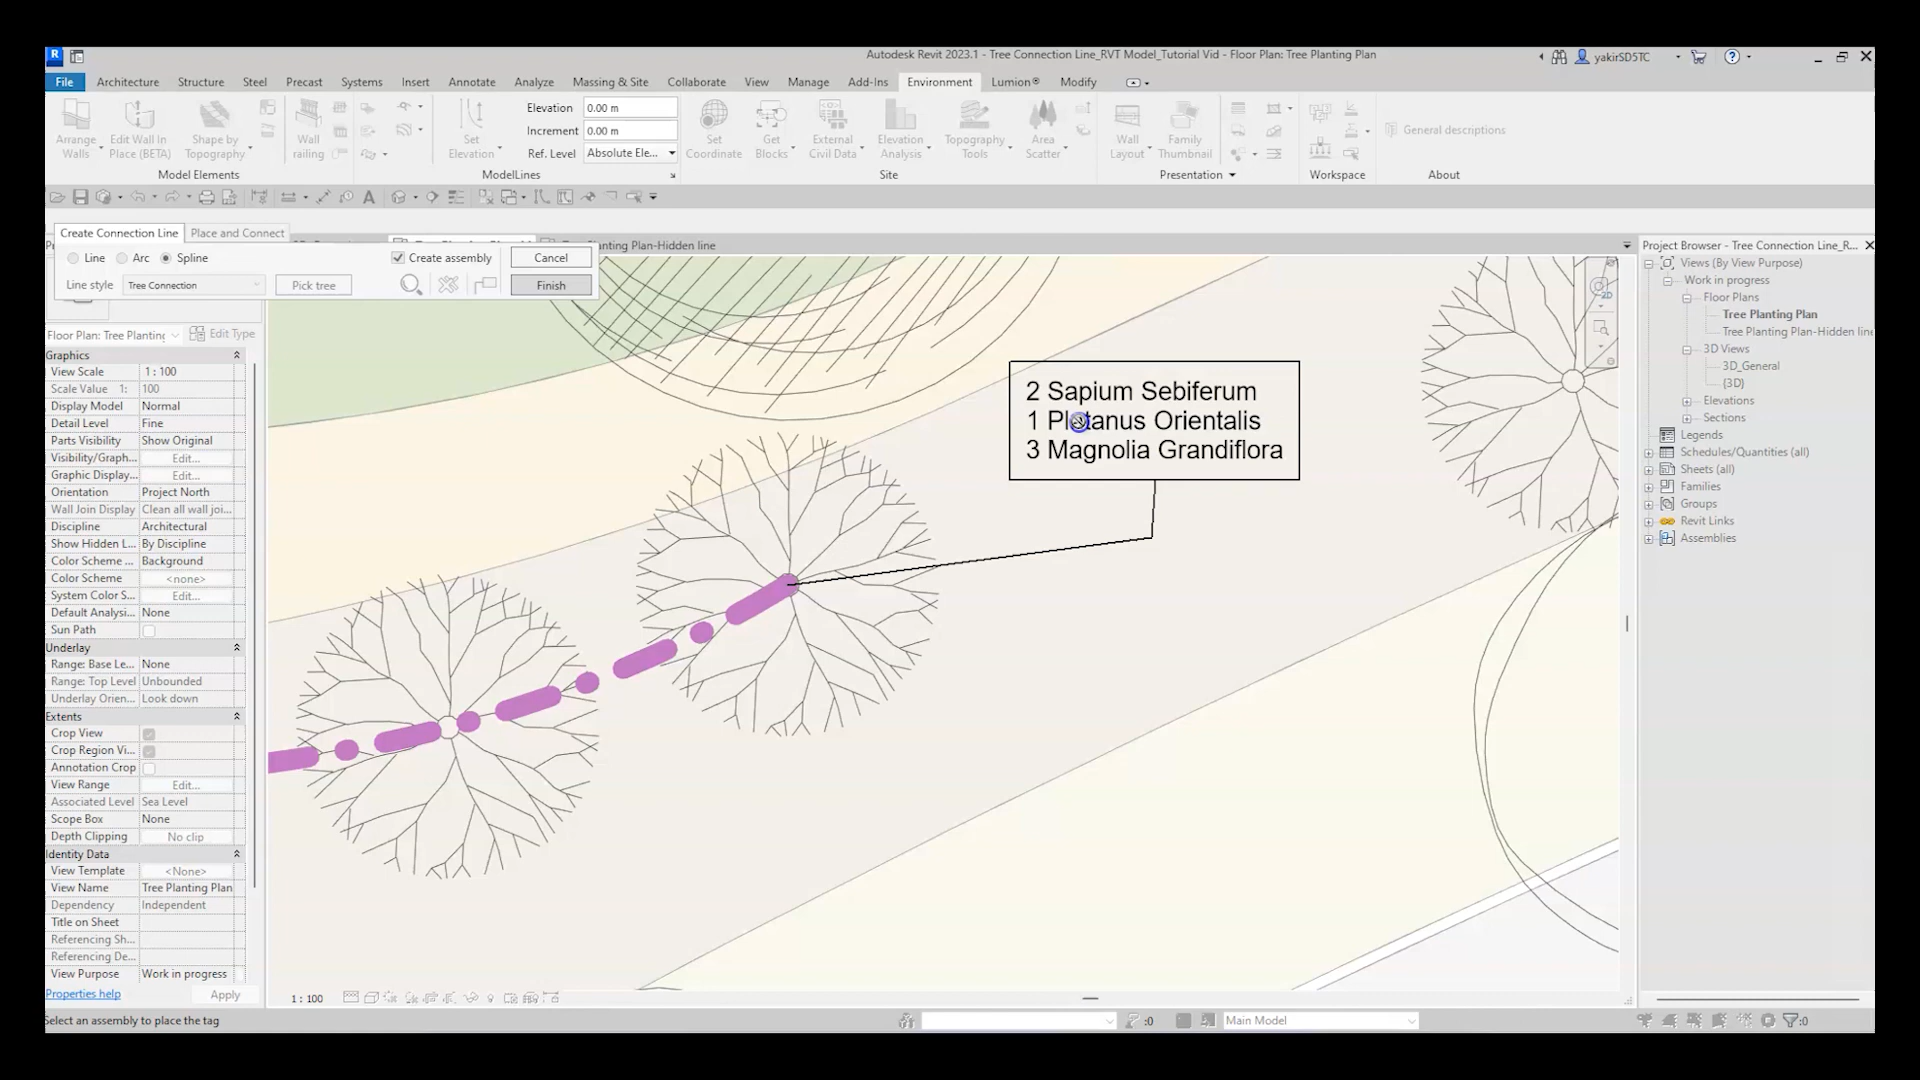 Autodesk Revit 2023.1 - Tree Connection Line_RVT Model_Tutorial Vid - Floor Plan: Tree Planting Plan
yakirSD5TC
File Architecture Structure Steel Precast Systems Insert Annotate Analyze Massing & Site Collaborate View Manage Add-Ins Environment Lumion® Modify
Arrange Walls
Edit Wall In Place (BETA)
Shape by Topography
Wall railing
Set Elevation
Elevation 0.00 m
Increment 0.00 m
Ref. Level Absolute Ele...
Set Coordinate
Get Blocks
External Civil Data
Elevation Analysis
Topography Tools
Area Scatter
Wall Layout
Family Thumbnail
General descriptions
Model Elements
ModelLines
Site
Presentation
Workspace
About
Create Connection Line
Place and Connect
Planting Plan-Hidden line
Line Arc Spline
Create assembly
Cancel
Line style Tree Connection
Pick tree
Finish
Floor Plan: Tree Planting
Edit Type
Graphics
View Scale 1 : 100
Scale Value 1: 100
Display Model Normal
Detail Level Fine
Parts Visibility Show Original
Visibility/Graph... Edit...
Graphic Display... Edit...
Orientation Project North
Wall Join Display Clean all wall joi...
Discipline Architectural
Show Hidden L... By Discipline
Color Scheme ... Background
Color Scheme <none>
System Color S... Edit...
Default Analysi... None
Sun Path
Underlay
Range: Base Le... None
Range: Top Level Unbounded
Underlay Orien... Look down
Extents
Crop View
Crop Region Vi...
Annotation Crop
View Range Edit...
Associated Level Sea Level
Scope Box None
Depth Clipping No clip
Identity Data
View Template <None>
View Name Tree Planting Plan
Dependency Independent
Title on Sheet
Referencing Sh...
Referencing De...
View Purpose Work in progress
Properties help
Apply
2 Sapium Sebiferum
1 Platanus Orientalis
3 Magnolia Grandiflora
2D
Project Browser - Tree Connection Line_R...
Views (By View Purpose)
Work in progress
Floor Plans
Tree Planting Plan
Tree Planting Plan-Hidden line
3D Views
3D_General
{3D}
Elevations
Sections
Legends
Schedules/Quantities (all)
Sheets (all)
Families
Groups
Revit Links
Assemblies
1 : 100
Select an assembly to place the tag
:0
Main Model
:0